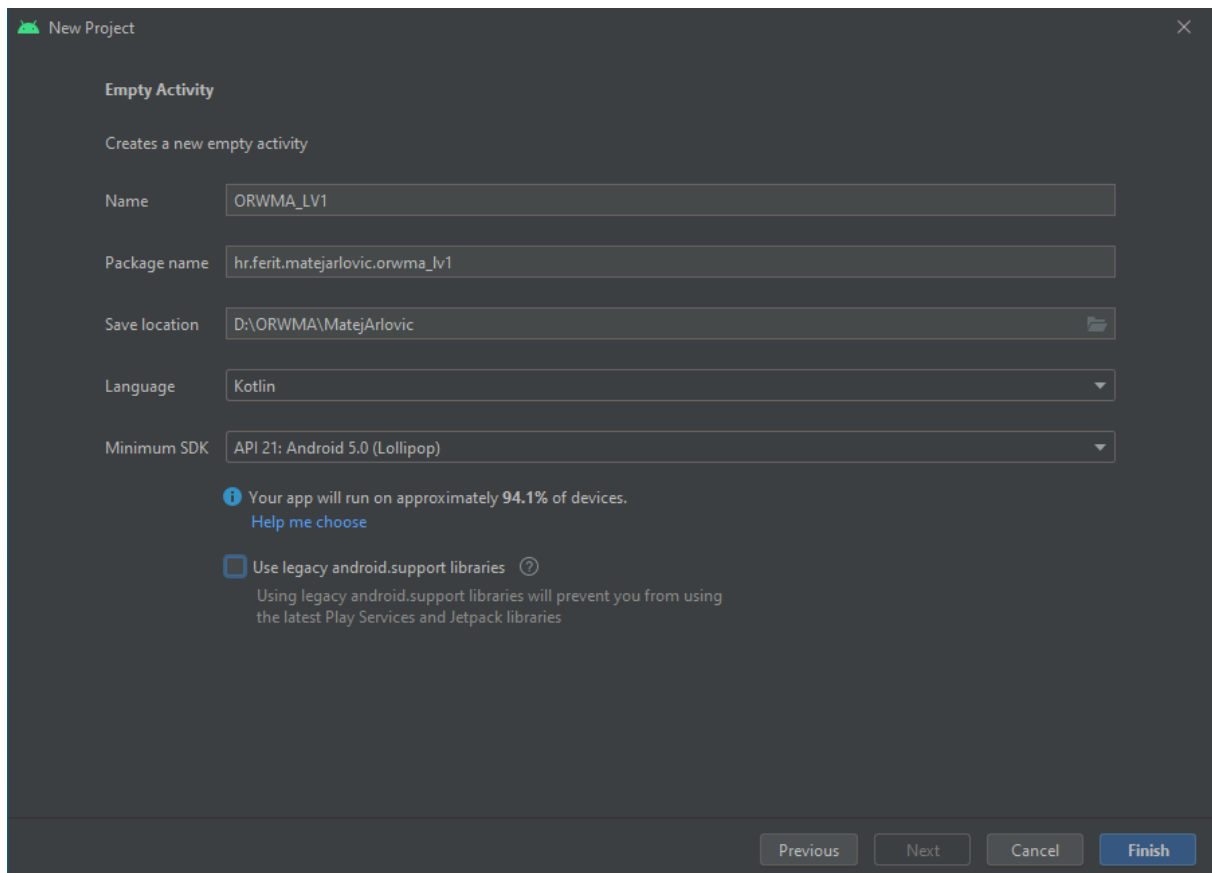 New Project
Empty Activity
Creates a new empty activity
Name ORWMA_LV1
Package name hr.ferit.matejarlovic.orwma_lv1
Save location D:\ORWMA\MatejArlovic
Language Kotlin
Minimum SDK API 21: Android 5.0 (Lollipop)
Your app will run on approximately 94.1% of devices.
Help me choose
Use legacy android.support libraries
Using legacy android.support libraries will prevent you from using
the latest Play Services and Jetpack libraries
Previous Next Cancel Finish